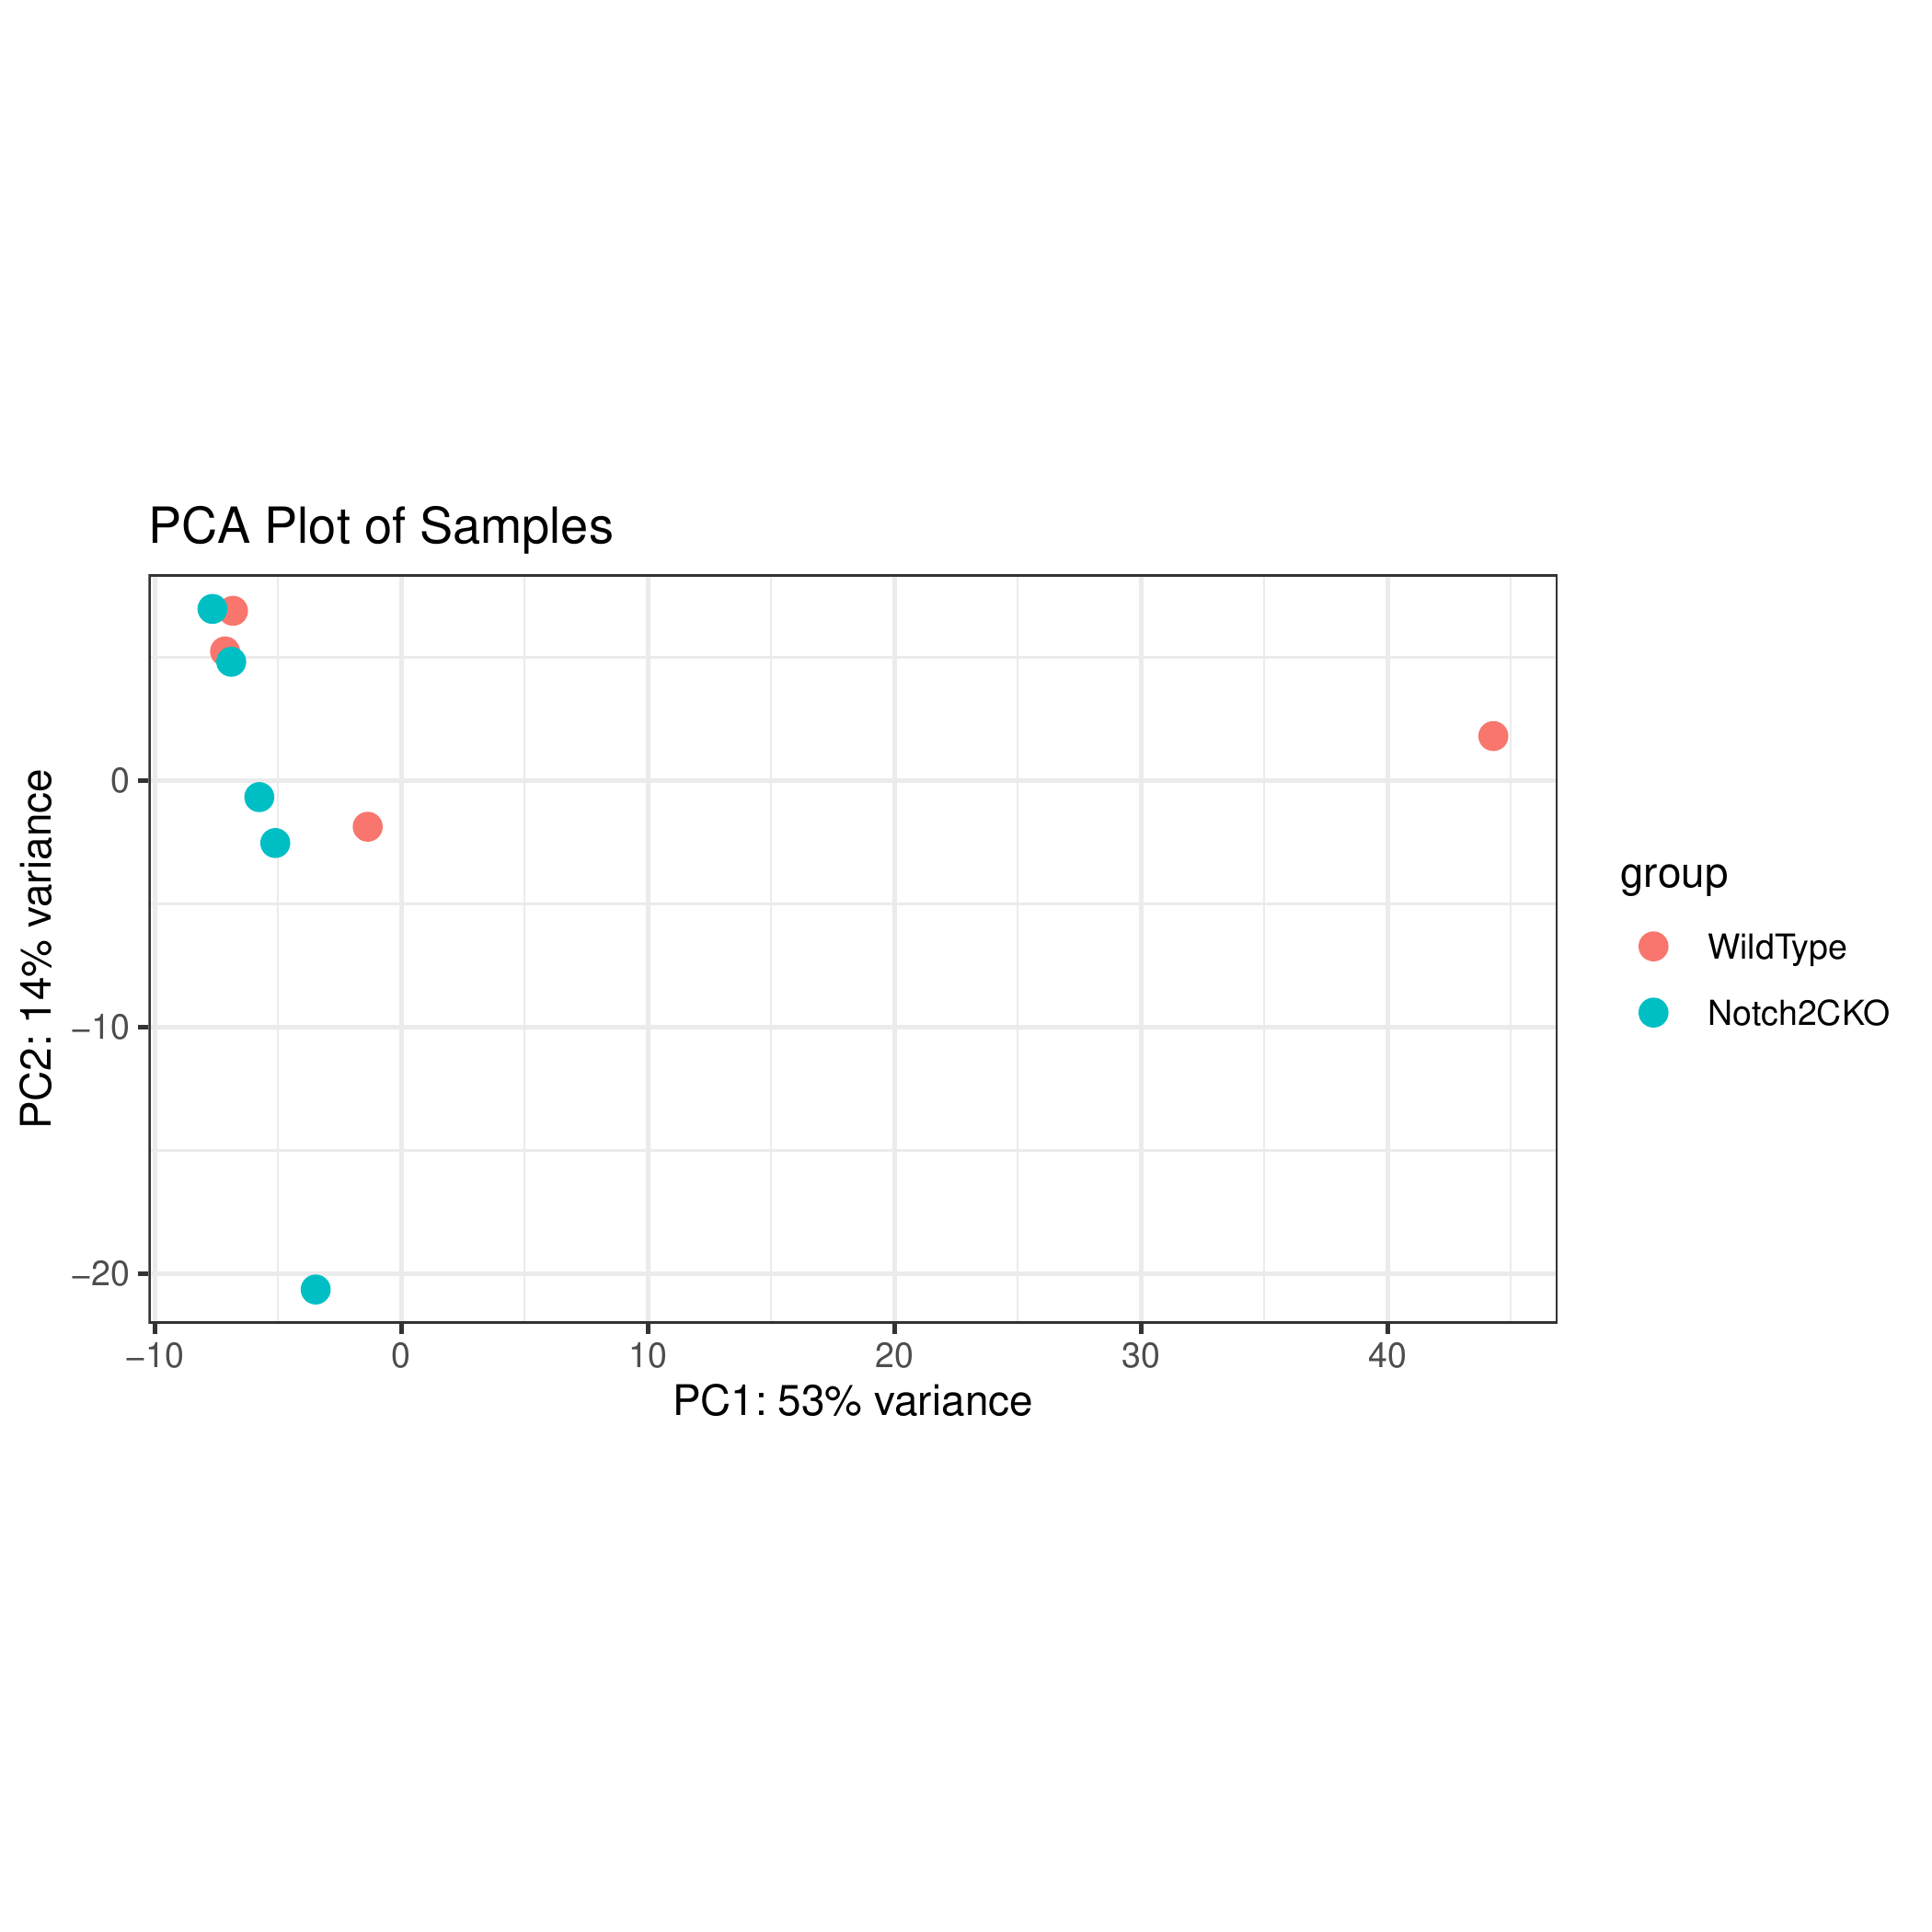 PCA Plot of Samples
PC2: 14% variance
0
−10
−20
−10 0 10 20 30 40
PC1: 53% variance
group
WildType
Notch2CKO